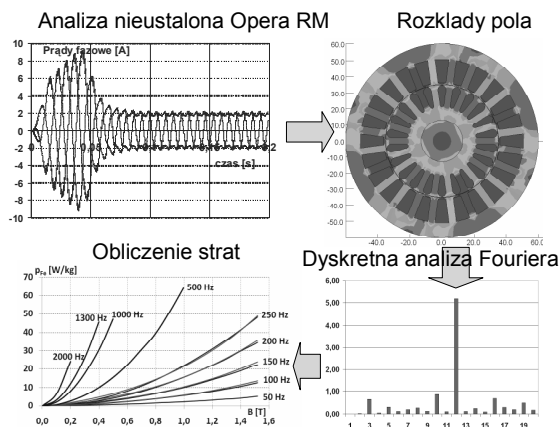 Analiza nieustalona Opera RM
Rozklady pola
Prądy fazowe [A]
10
8
6
4
2
0
-2
-4
-6
-8
-10
czas [s]
60.0
50.0
40.0
30.0
20.0
10.0
0.0
-10.0
-20.0
-30.0
-40.0
-50.0
-60.0 -40.0 -20.0 0.0 20.0 40.0 60.0
Obliczenie strat
Dyskretna analiza Fouriera
pFe [W/kg]
70
60
50
40
30
20
10
0
2000 Hz
1300 Hz
1000 Hz
500 Hz
250 Hz
200 Hz
150 Hz
100 Hz
50 Hz
B [T]
0,0 0,2 0,4 0,6 0,8 1,0 1,2 1,4 1,6
6,00
5,00
4,00
3,00
2,00
1,00
0,00
1 3 5 7 9 11 13 15 17 19